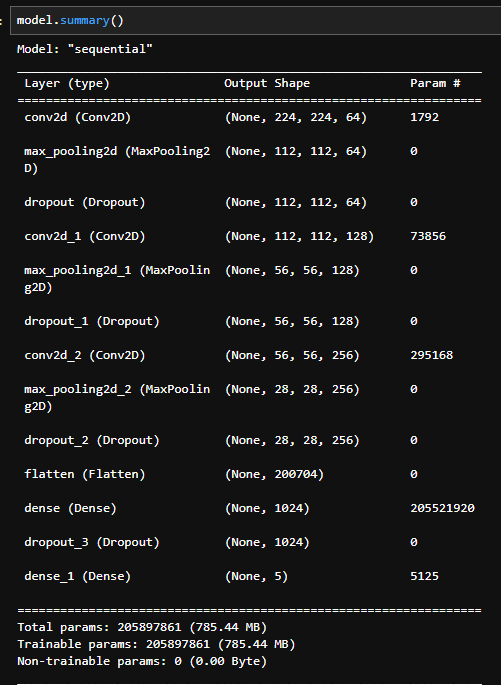 :
model.summary()
Model: "sequential"
_________________________________________________________________
Layer (type) Output Shape Param #
=================================================================
conv2d (Conv2D) (None, 224, 224, 64) 1792
max_pooling2d (MaxPooling2 (None, 112, 112, 64) 0
D)
dropout (Dropout) (None, 112, 112, 64) 0
conv2d_1 (Conv2D) (None, 112, 112, 128) 73856
max_pooling2d_1 (MaxPoolin (None, 56, 56, 128) 0
g2D)
dropout_1 (Dropout) (None, 56, 56, 128) 0
conv2d_2 (Conv2D) (None, 56, 56, 256) 295168
max_pooling2d_2 (MaxPoolin (None, 28, 28, 256) 0
g2D)
dropout_2 (Dropout) (None, 28, 28, 256) 0
flatten (Flatten) (None, 200704) 0
dense (Dense) (None, 1024) 205521920
dropout_3 (Dropout) (None, 1024) 0
dense_1 (Dense) (None, 5) 5125
=================================================================
Total params: 205897861 (785.44 MB)
Trainable params: 205897861 (785.44 MB)
Non-trainable params: 0 (0.00 Byte)
_________________________________________________________________